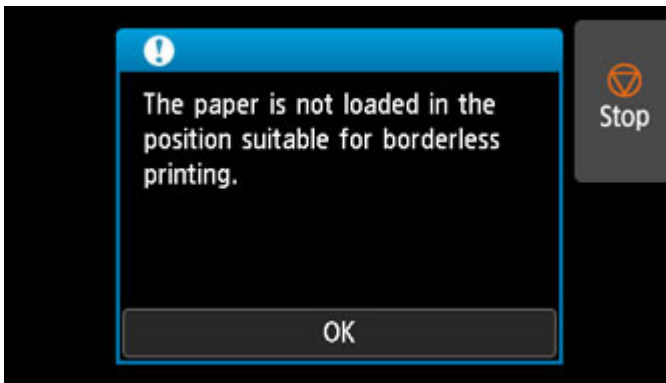 The paper is not loaded in the
position suitable for borderless
printing.
Stop
OK